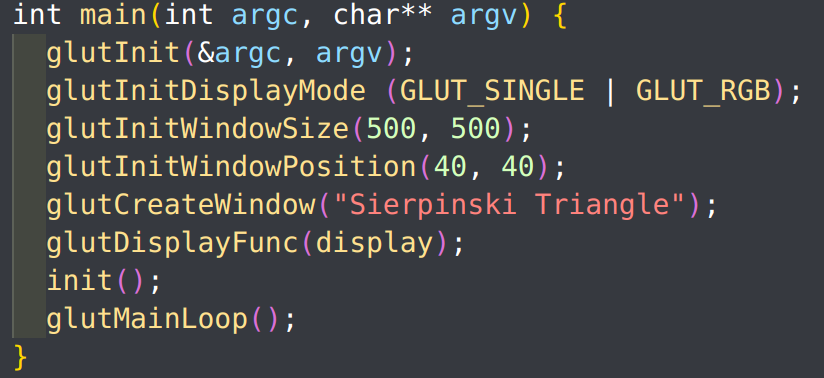 int main(int argc, char** argv) {
  glutInit(&argc, argv);
  glutInitDisplayMode (GLUT_SINGLE | GLUT_RGB);
  glutInitWindowSize(500, 500);
  glutInitWindowPosition(40, 40);
  glutCreateWindow("Sierpinski Triangle");
  glutDisplayFunc(display);
  init();
  glutMainLoop();
}